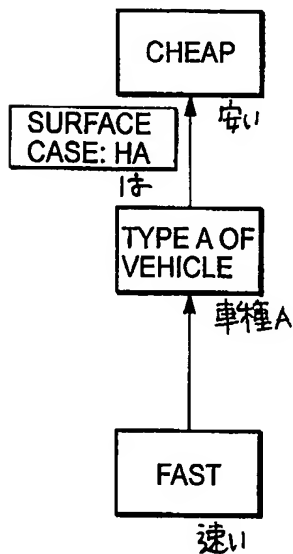 CHEAP
安い
SURFACE
CASE: HA
は
TYPE A OF
VEHICLE
車種A
FAST
速い